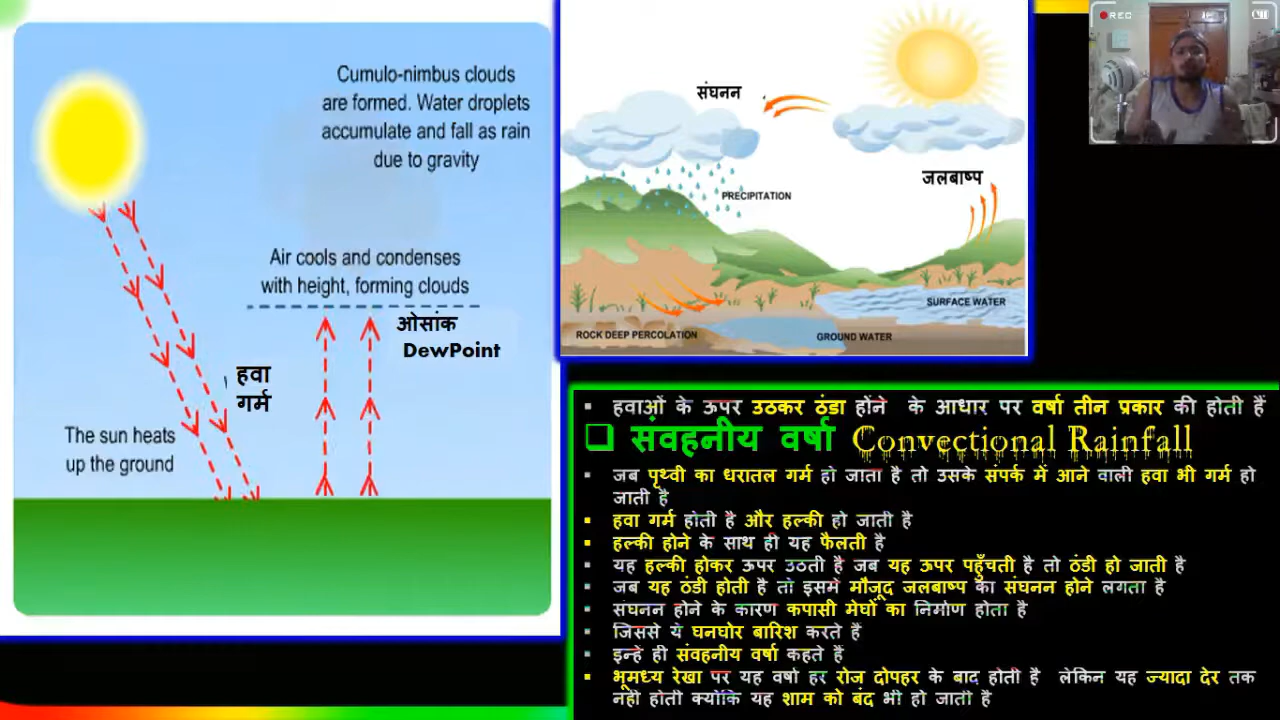 Cumulo-nimbus clouds
are formed. Water droplets
accumulate and fall as rain
due to gravity
Air cools and condenses
with height, forming clouds
ओसांक
DewPoint
हवा
गर्म
The sun heats
up the ground
संघनन
जलबाष्प
PRECIPITATION
SURFACE WATER
ROCK DEEP PERCOLATION
GROUND WATER
REC
▪ हवाओं के ऊपर उठकर ठंडा होंने के आधार पर वर्षा तीन प्रकार की होती हैं
❑ संवहनीय वर्षा Convectional Rainfall
▪ जब पृथ्वी का धरातल गर्म हो जाता है तो उसके संपर्क में आने वाली हवा भी गर्म हो
जाती है
▪ हवा गर्म होती है और हल्की हो जाती है
▪ हल्की होने के साथ ही यह फैलती है
▪ यह हल्की होकर ऊपर उठती है जब यह ऊपर पहुँचती है तो ठंडी हो जाती है
▪ जब यह ठंडी होती है तो इसमें मौजूद जलबाष्प का संघनन होने लगता है
▪ संघनन होने के कारण कपासी मेघों का निर्माण होता है
▪ जिससे ये घनघोर बारिश करते हैं
▪ इन्हें ही संवहनीय वर्षा कहते हैं
▪ भूमध्य रेखा पर यह वर्षा हर रोज दोपहर के बाद होती है लेकिन यह ज्यादा देर तक
नहीं होती क्योंकि यह शाम को बंद भी हो जाती है